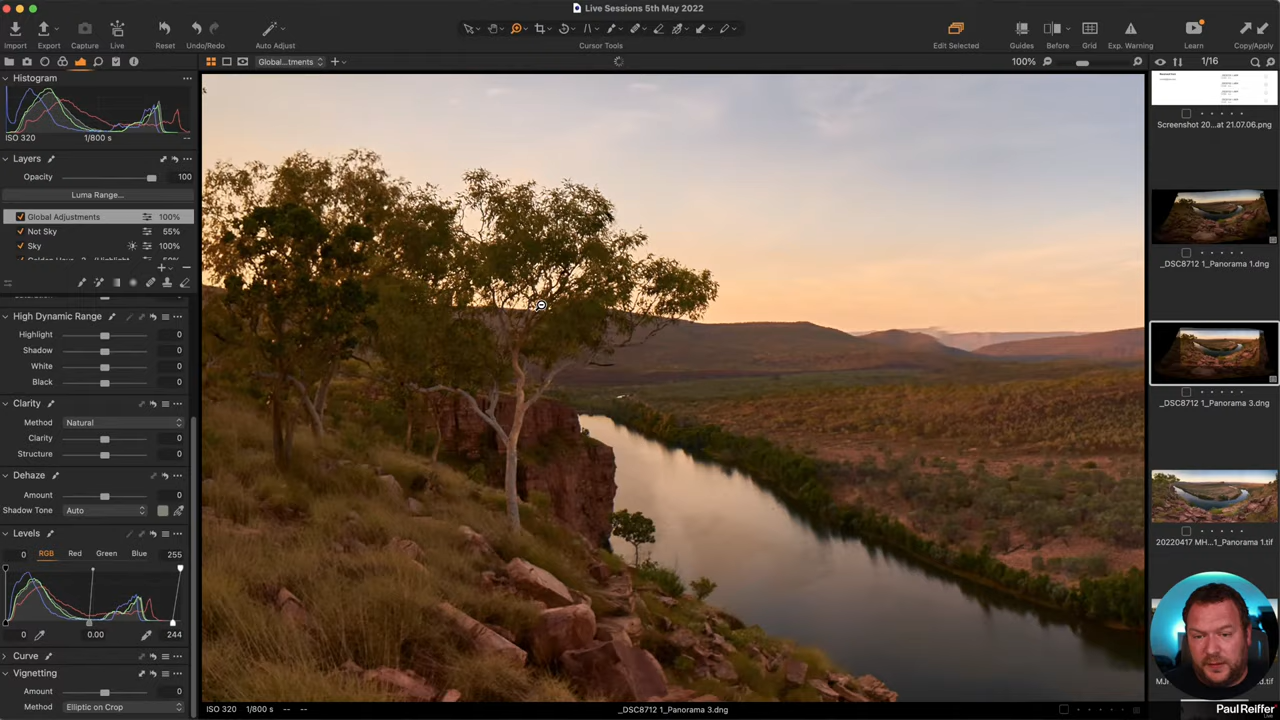 Live Sessions 5th May 2022
Import Export Capture Live Reset Undo/Redo Auto Adjust Cursor Tools Edit Selected Guides Before Grid Exp. Warning Learn Copy/Apply
Global...tments 100% 1/16
Histogram
ISO 320 1/800 s --
Layers
Opacity 100
Luma Range...
Global Adjustments 100%
Not Sky 55%
Sky 100%
High Dynamic Range
Highlight 0
Shadow 0
White 0
Black 0
Clarity
Method Natural
Clarity 0
Structure 0
Dehaze
Amount 0
Shadow Tone Auto
Levels
0 RGB Red Green Blue 255
0 0.00 244
Curve
Vignetting
Amount 0
Method Elliptic on Crop
ISO 320 1/800 s -- -- _DSC8712 1_Panorama 3.dng
Screenshot 20...at 21.07.06.png
_DSC8712 1_Panorama 1.dng
_DSC8712 1_Panorama 3.dng
20220417 MH...1_Panorama 1.tif
Paul Reiffer
Live